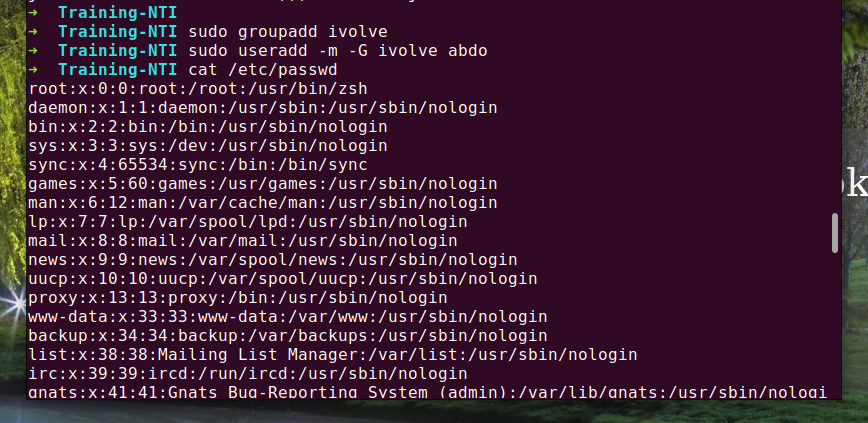 ➜  Training-NTI
➜  Training-NTI sudo groupadd ivolve
➜  Training-NTI sudo useradd -m -G ivolve abdo
➜  Training-NTI cat /etc/passwd
root:x:0:0:root:/root:/usr/bin/zsh
daemon:x:1:1:daemon:/usr/sbin:/usr/sbin/nologin
bin:x:2:2:bin:/bin:/usr/sbin/nologin
sys:x:3:3:sys:/dev:/usr/sbin/nologin
sync:x:4:65534:sync:/bin:/bin/sync
games:x:5:60:games:/usr/games:/usr/sbin/nologin
man:x:6:12:man:/var/cache/man:/usr/sbin/nologin
lp:x:7:7:lp:/var/spool/lpd:/usr/sbin/nologin
mail:x:8:8:mail:/var/mail:/usr/sbin/nologin
news:x:9:9:news:/var/spool/news:/usr/sbin/nologin
uucp:x:10:10:uucp:/var/spool/uucp:/usr/sbin/nologin
proxy:x:13:13:proxy:/bin:/usr/sbin/nologin
www-data:x:33:33:www-data:/var/www:/usr/sbin/nologin
backup:x:34:34:backup:/var/backups:/usr/sbin/nologin
list:x:38:38:Mailing List Manager:/var/list:/usr/sbin/nologin
irc:x:39:39:ircd:/run/ircd:/usr/sbin/nologin
gnats:x:41:41:Gnats Bug-Reporting System (admin):/var/lib/gnats:/usr/sbin/nologi